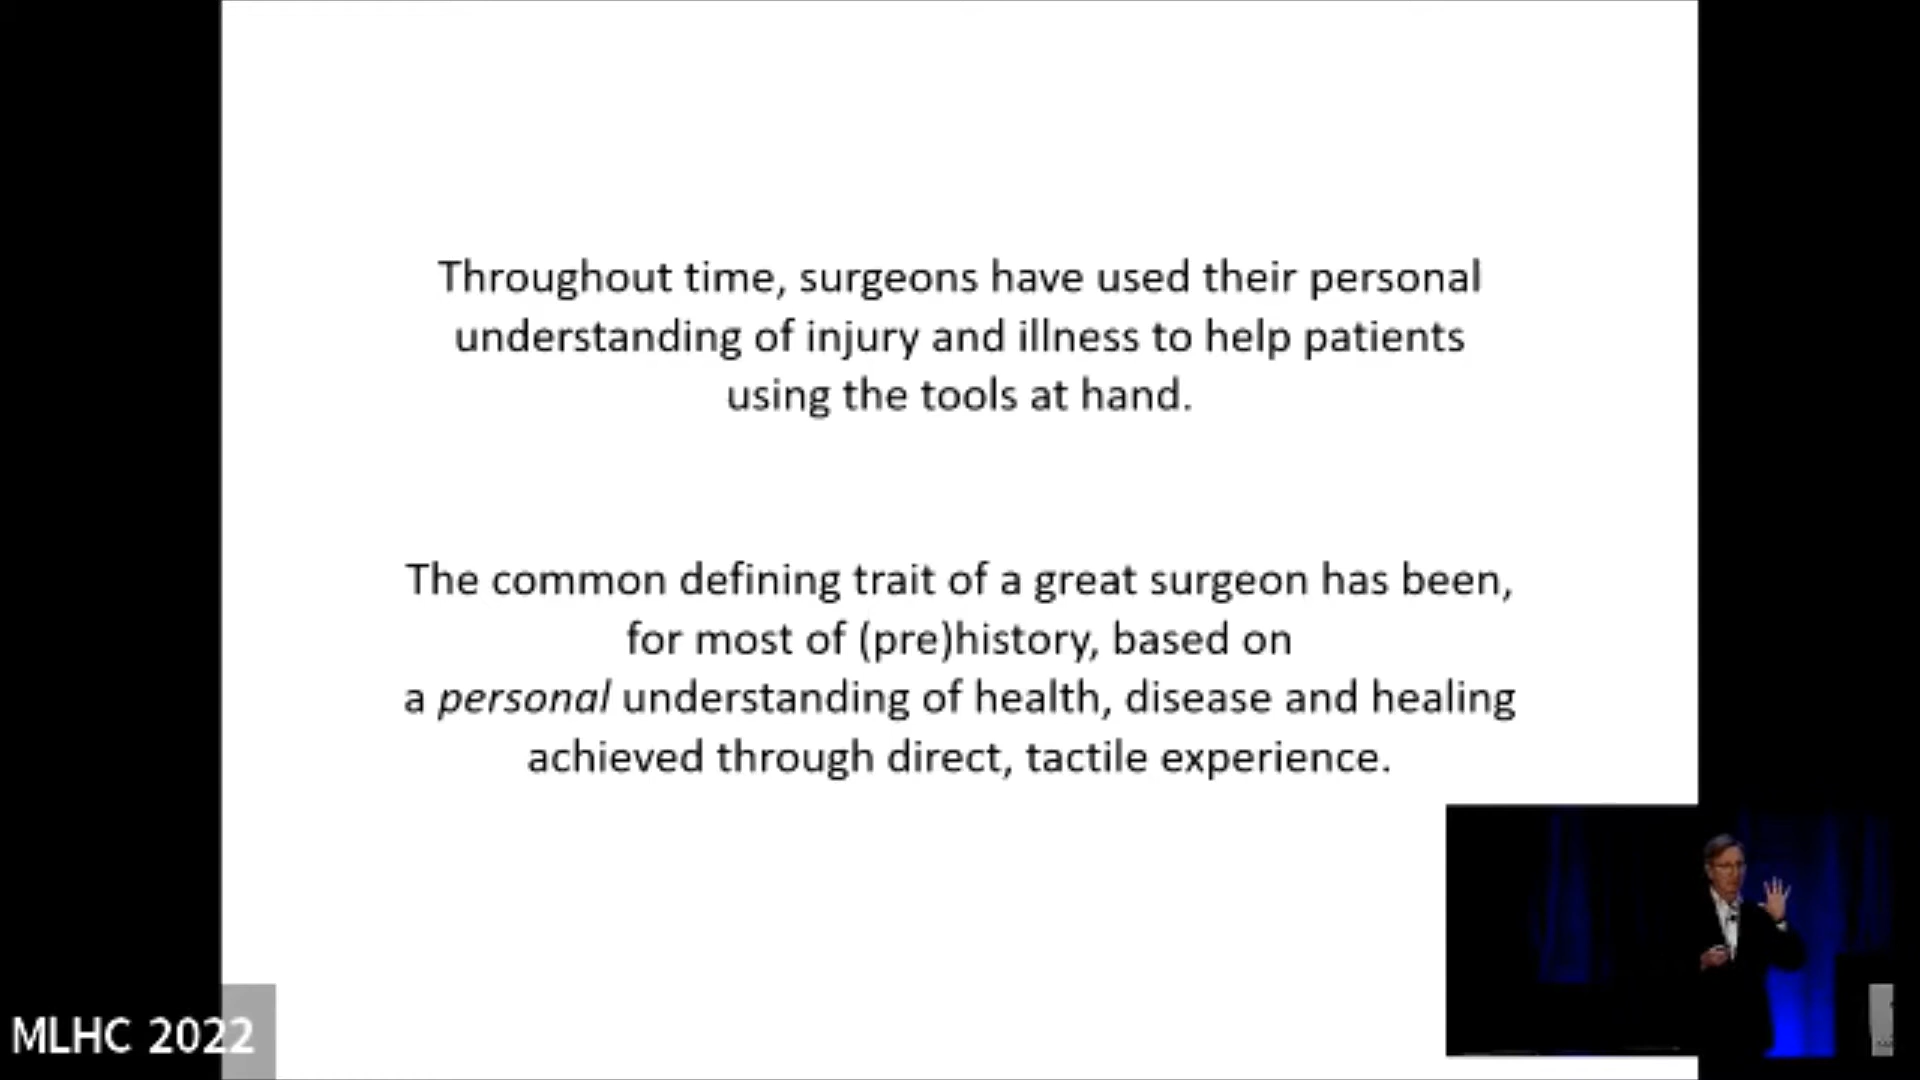 Throughout time, surgeons have used their personal
understanding of injury and illness to help patients
using the tools at hand.
The common defining trait of a great surgeon has been,
for most of (pre)history, based on
a personal understanding of health, disease and healing
achieved through direct, tactile experience.
MLHC 2022